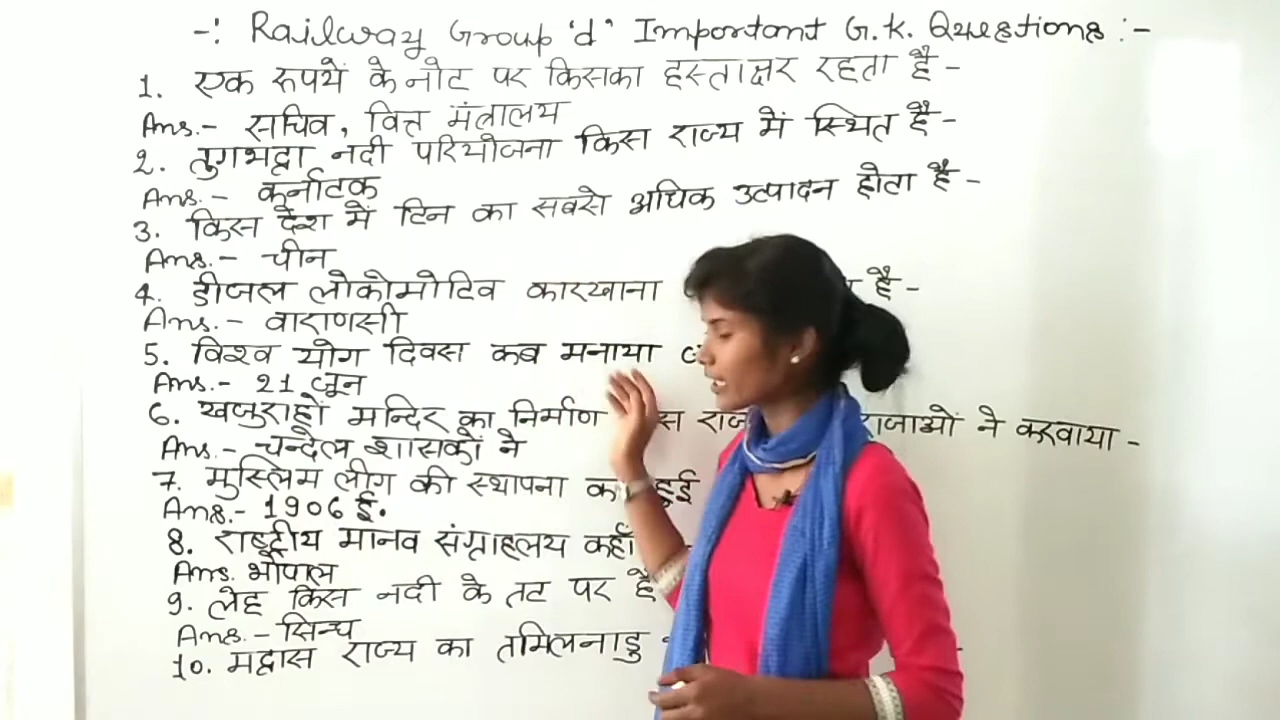 -: Railway Group 'd' Important G.k. Questions :-
1. एक रूपयें के नोट पर किसका हस्ताक्षर रहता है -
Ans.- सचिव, वित्त मंत्रालय
2. तुगभद्रा नदी परियोजना किस राज्य में स्थित है -
Ans.- कर्नाटक
3. किस देश में टिन का सबसे अधिक उत्पादन होता है -
Ans.- चीन
4. डीजल लोकोमोटिव कारखाना है -
Ans.- वाराणसी
5. विश्व योग दिवस कब मनाया
Ans.- 21 जून
6. खजुराहों मन्दिर का निर्माण राजाओं ने करवाया -
Ans.- चन्देल शासकों ने
7. मुस्लिम लीग की स्थापना हुई
Ans.- 1906 ई.
8. राष्ट्रीय मानव संग्राहलय कहाँ
Ans. भोपाल
9. लेह किस नदी के तट पर है
Ans.- सिन्ध
10. मद्रास राज्य का तमिलनाडु